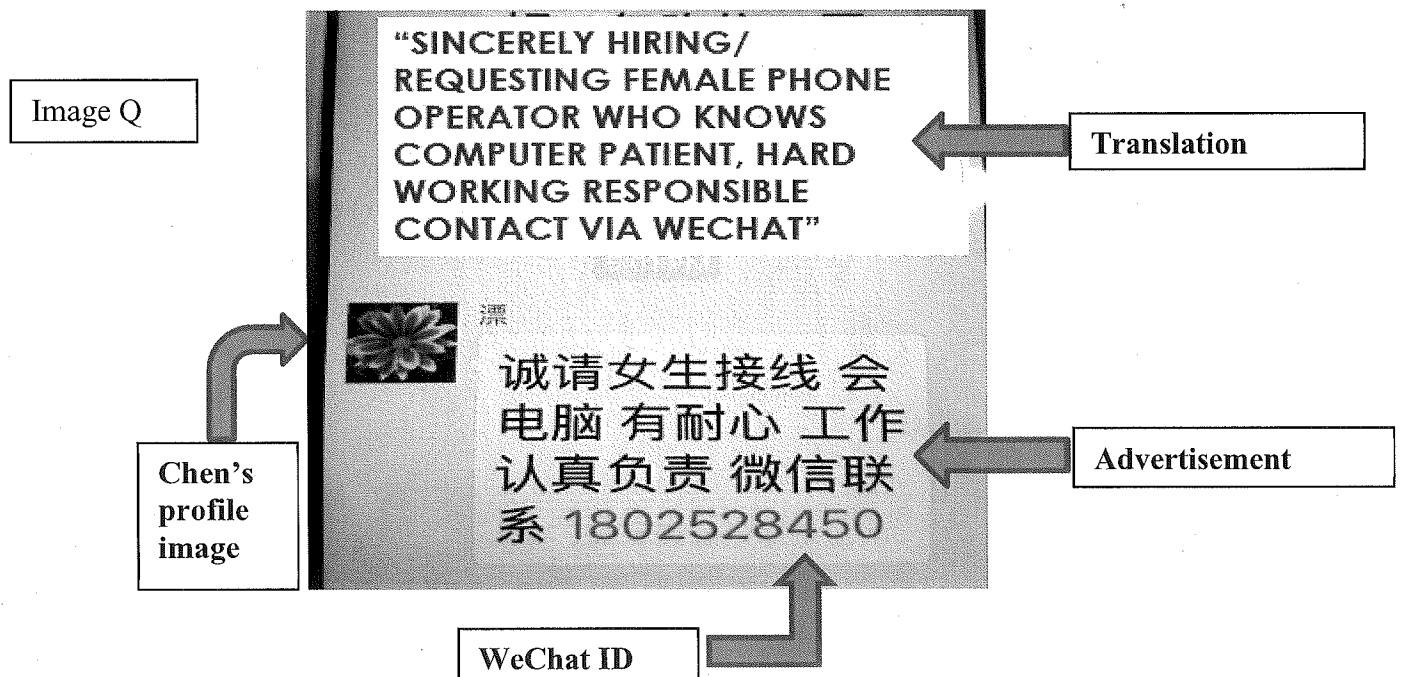 Image Q
“SINCERELY HIRING/
REQUESTING FEMALE PHONE
OPERATOR WHO KNOWS
COMPUTER PATIENT, HARD
WORKING RESPONSIBLE
CONTACT VIA WECHAT”
Translation
漂
诚请女生接线 会
电脑 有耐心 工作
认真负责 微信联
系 1802528450
Advertisement
Chen’s
profile
image
WeChat ID